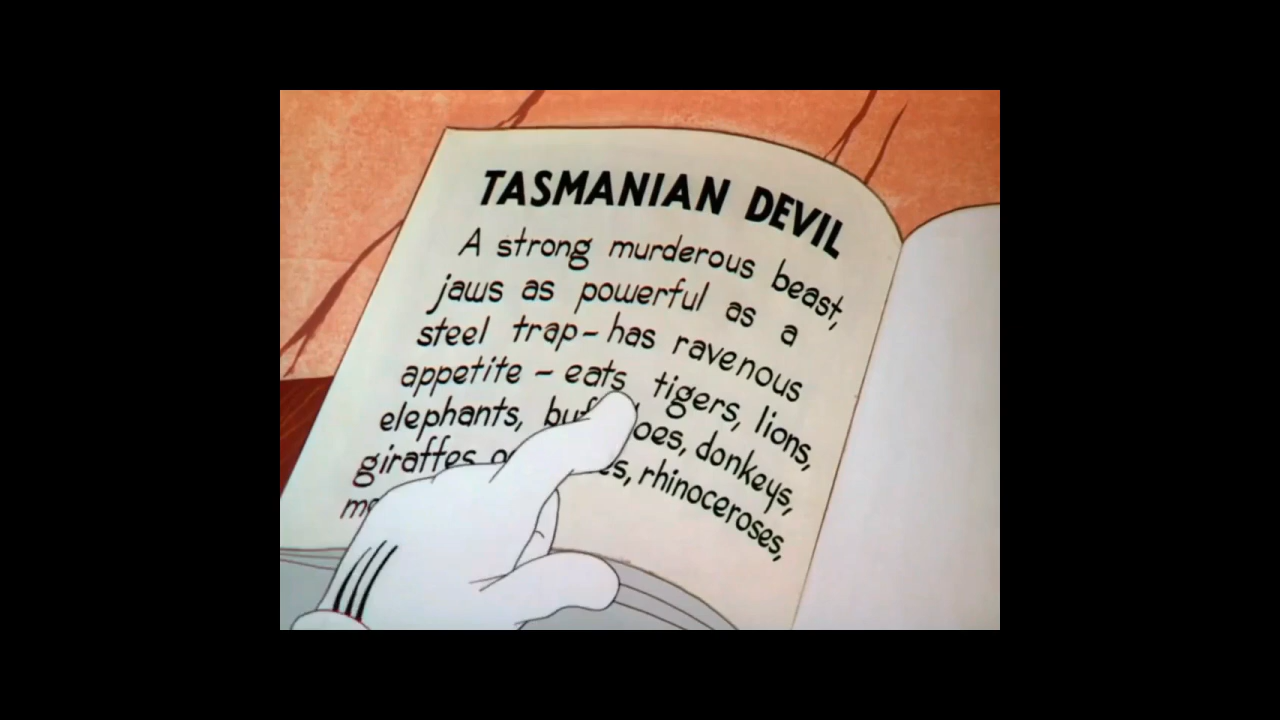 TASMANIAN DEVIL
A strong murderous beast,
jaws as powerful as a
steel trap-has ravenous
appetite - eats tigers, lions,
elephants, donkeys,
giraffes rhinoceroses,